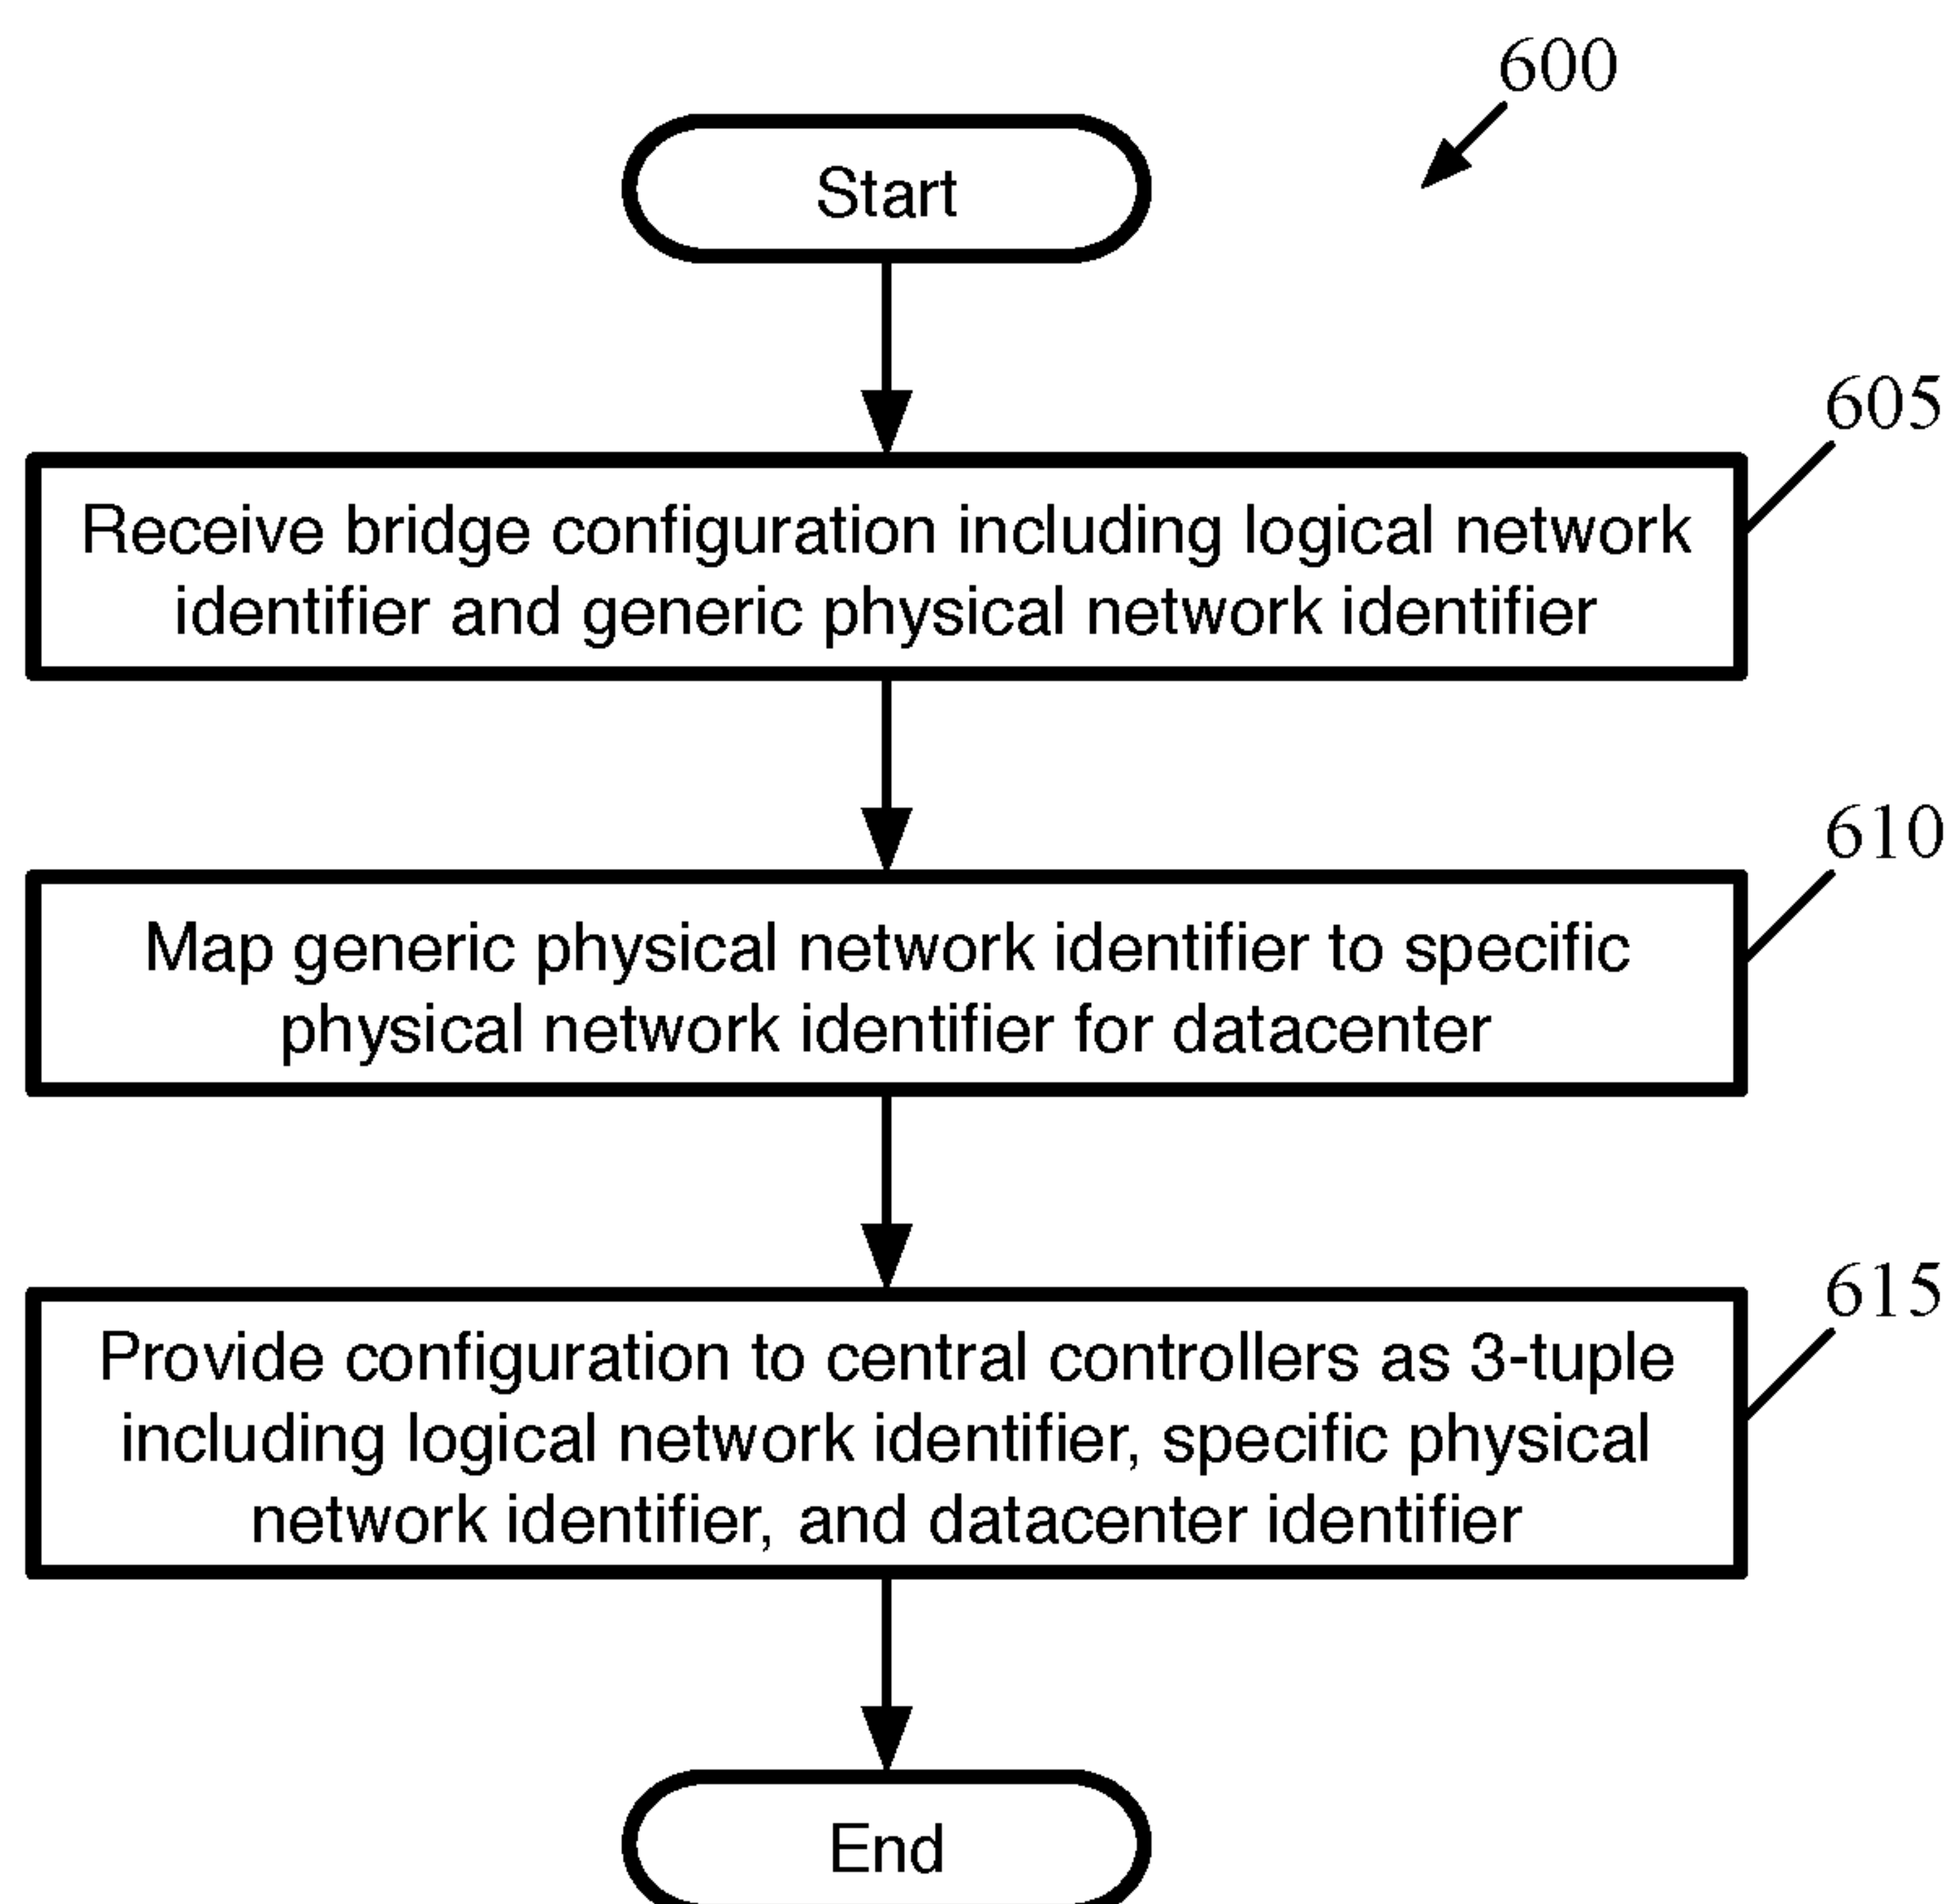 600
Start
605
Receive bridge configuration including logical network
identifier and generic physical network identifier
610
Map generic physical network identifier to specific
physical network identifier for datacenter
615
Provide configuration to central controllers as 3-tuple
including logical network identifier, specific physical
network identifier, and datacenter identifier
End